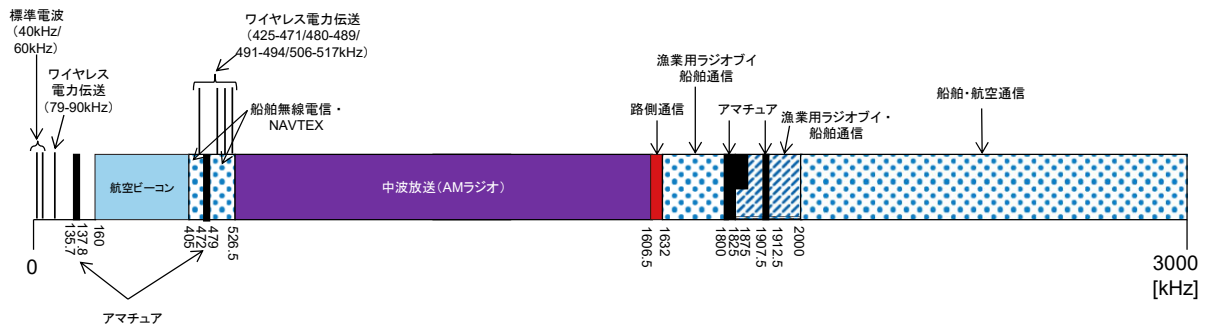 標準電波
(40kHz/
60kHz)
ワイヤレス
電力伝送
(79-90kHz)
ワイヤレス電力伝送
(425-471/480-489/
491-494/506-517kHz)
船舶無線電信・
NAVTEX
漁業用ラジオブイ
船舶通信
路側通信
アマチュア
漁業用ラジオブイ・
船舶通信
船舶・航空通信
航空ビーコン
中波放送(AMラジオ)
0
135.7
137.8
160
405
472
479
526.5
1606.5
1632
1800
1825
1875
1907.5
1912.5
2000
3000
[kHz]
アマチュア